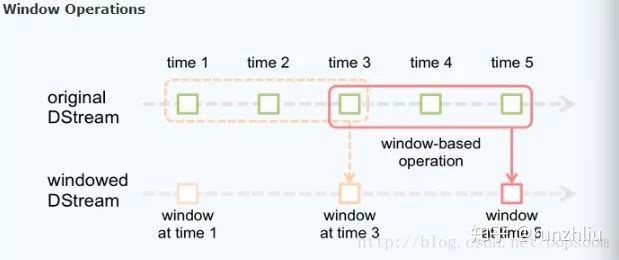 Window Operations
time 1 time 2 time 3 time 4 time 5
original
DStream
window-based
operation
windowed
DStream
window
at time 1
window
at time 3
window
at time 5
知乎 @lunzhliu
http://blog.csdn.net/oopsoom